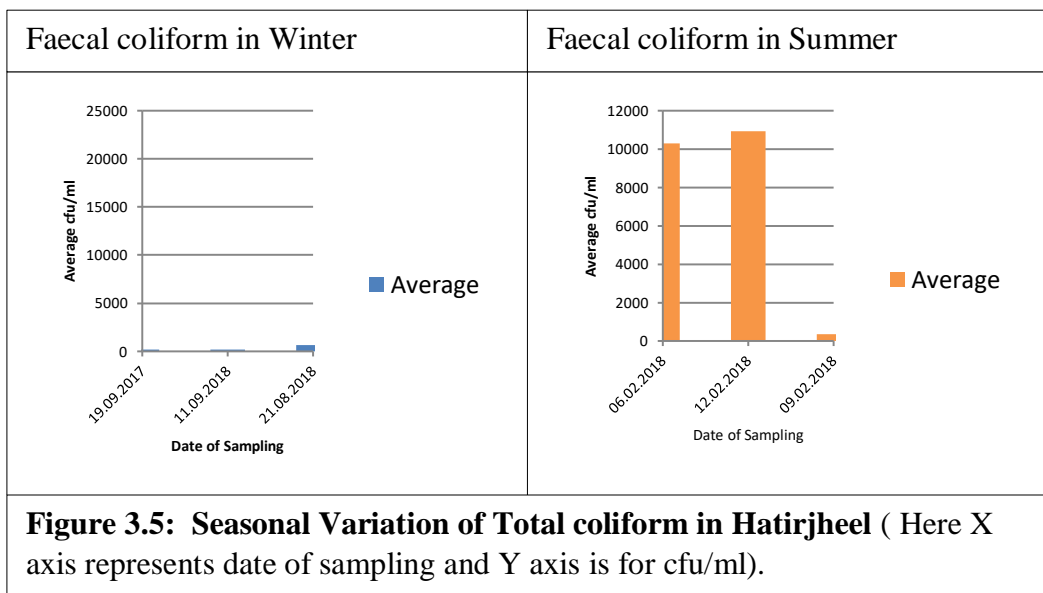 Faecal coliform in Winter
Faecal coliform in Summer
25000
20000
15000
10000
5000
0
Average cfu/ml
19.09.2017
11.09.2018
21.08.2018
Date of Sampling
Average
12000
10000
8000
6000
4000
2000
0
Average cfu/ml
06.02.2018
12.02.2018
09.02.2018
Date of Sampling
Average
Figure 3.5: Seasonal Variation of Total coliform in Hatirjheel ( Here X
axis represents date of sampling and Y axis is for cfu/ml).